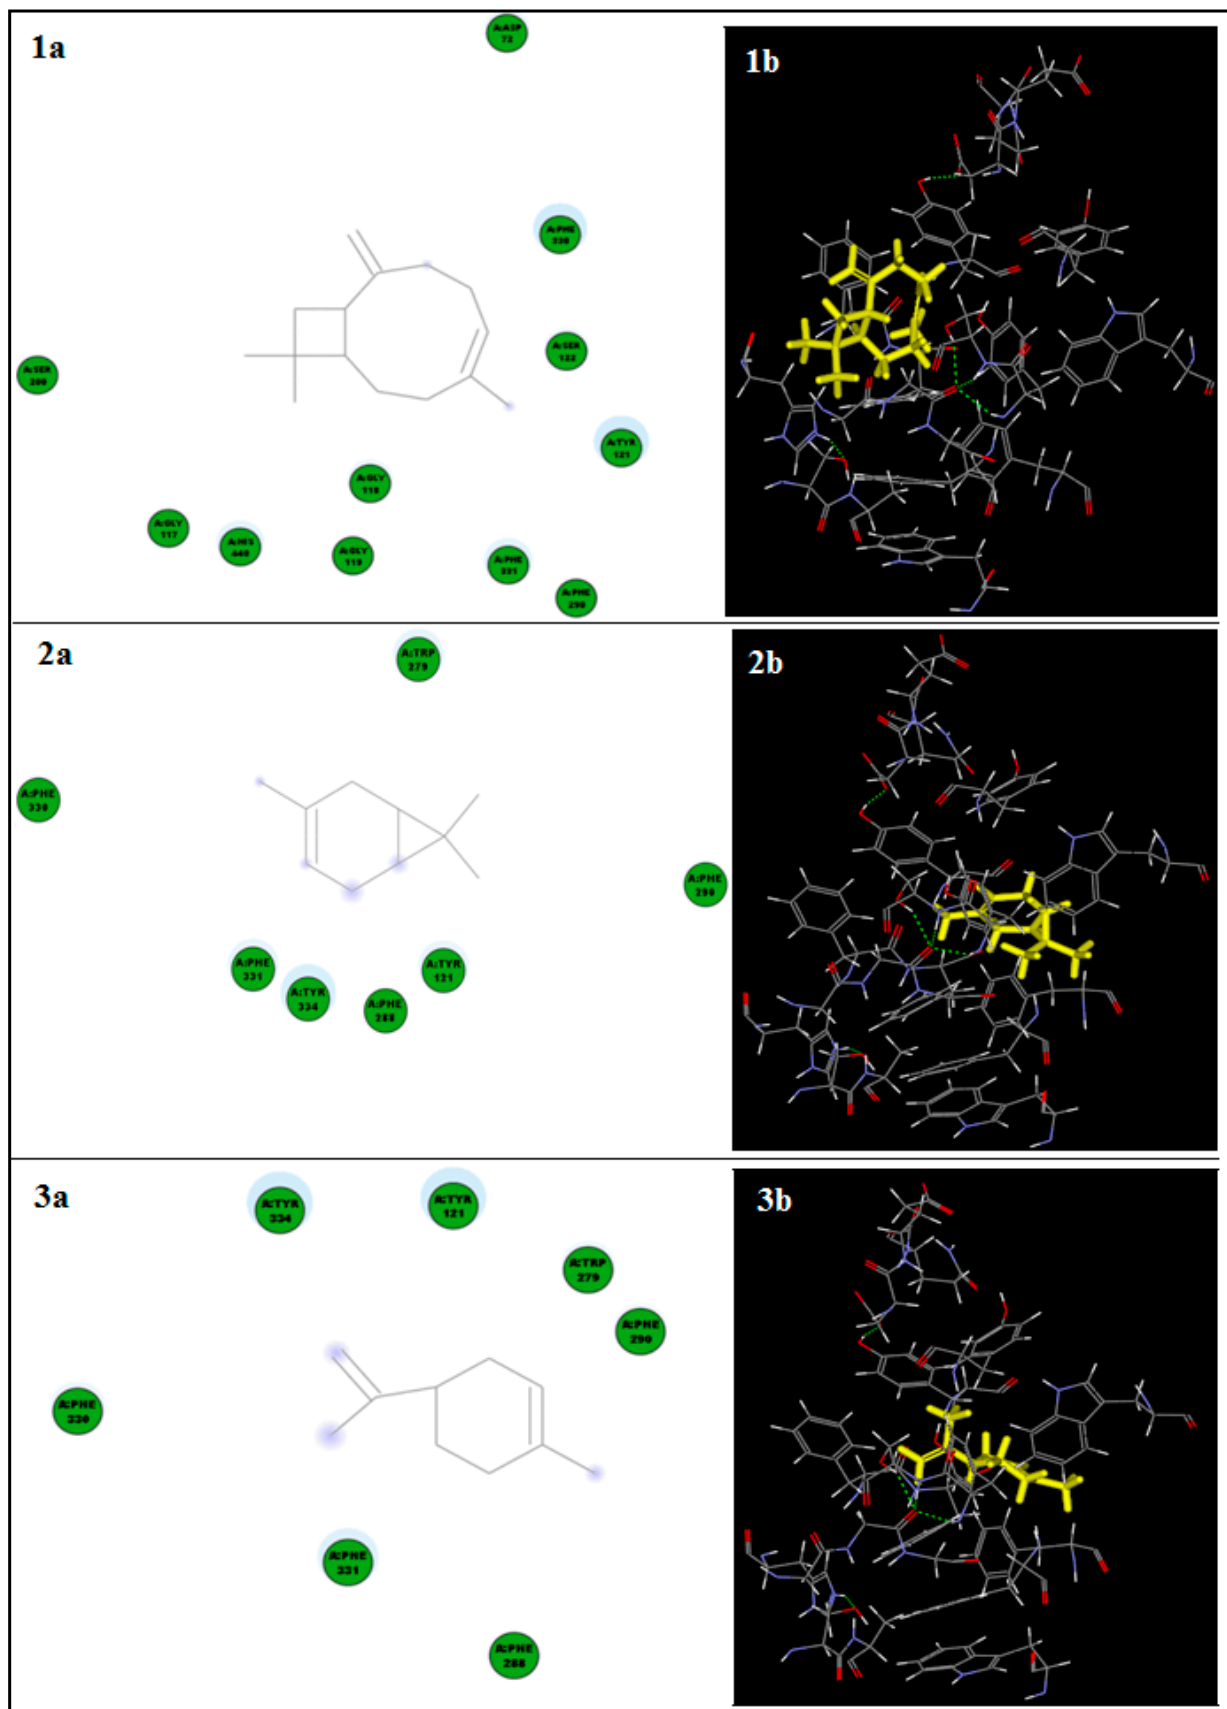 1a
A:ASP
72
A:PHE
330
A:SER
122
A:SER
200
A:TYR
121
A:GLY
118
A:GLY
117
A:HIS
440
A:GLY
119
A:PHE
331
A:PHE
290
1b
2a
A:TRP
279
A:PHE
330
A:PHE
290
A:PHE
331
A:TYR
334
A:PHE
288
A:TYR
121
2b
3a
A:TYR
334
A:TYR
121
A:TRP
279
A:PHE
290
A:PHE
330
A:PHE
331
A:PHE
288
3b